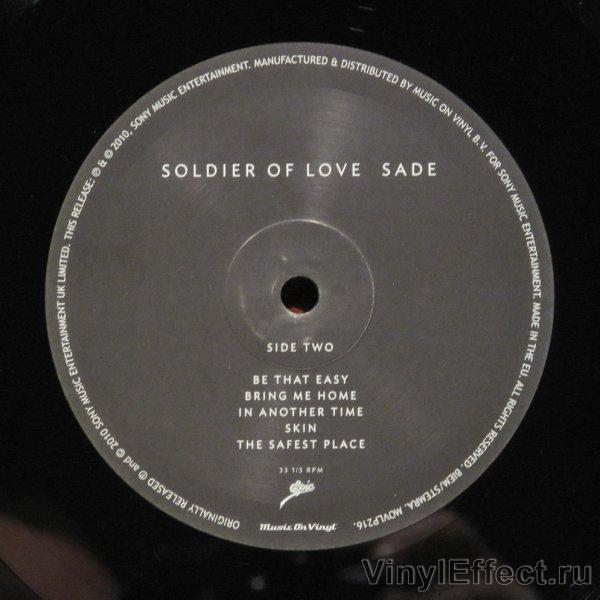 ORIGINALLY RELEASED ℗ and © 2010 SONY MUSIC ENTERTAINMENT UK LIMITED. THIS RELEASE: ℗ & © 2010, SONY MUSIC ENTERTAINMENT. MANUFACTURED & DISTRIBUTED BY MUSIC ON VINYL B.V. FOR SONY MUSIC ENTERTAINMENT. MADE IN THE EU. ALL RIGHTS RESERVED. BIEM/STEMRA. MOVLP216.
SOLDIER OF LOVE SADE
SIDE TWO
BE THAT EASY
BRING ME HOME
IN ANOTHER TIME
SKIN
THE SAFEST PLACE
33 1/3 RPM
Epic
Music On Vinyl
VinylEffect.ru